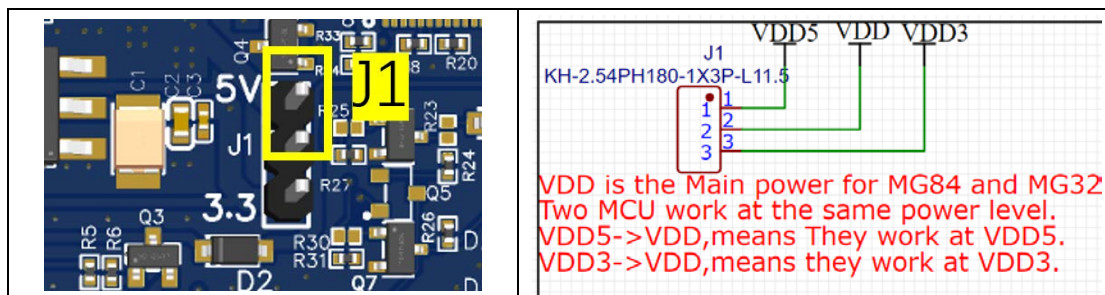 Q4
R33
R20
5V
J1
C1
C2
C3
R25
R23
J1
R24
R27
3.3
Q5
Q3
R5
R6
R26
R30
R31
D2
Q7
VDD5 VDD VDD3
J1
KH-2.54PH180-1X3P-L11.5
1 1
2 2
3 3
VDD is the Main power for MG84 and MG32
Two MCU work at the same power level.
VDD5->VDD,means They work at VDD5.
VDD3->VDD,means they work at VDD3.